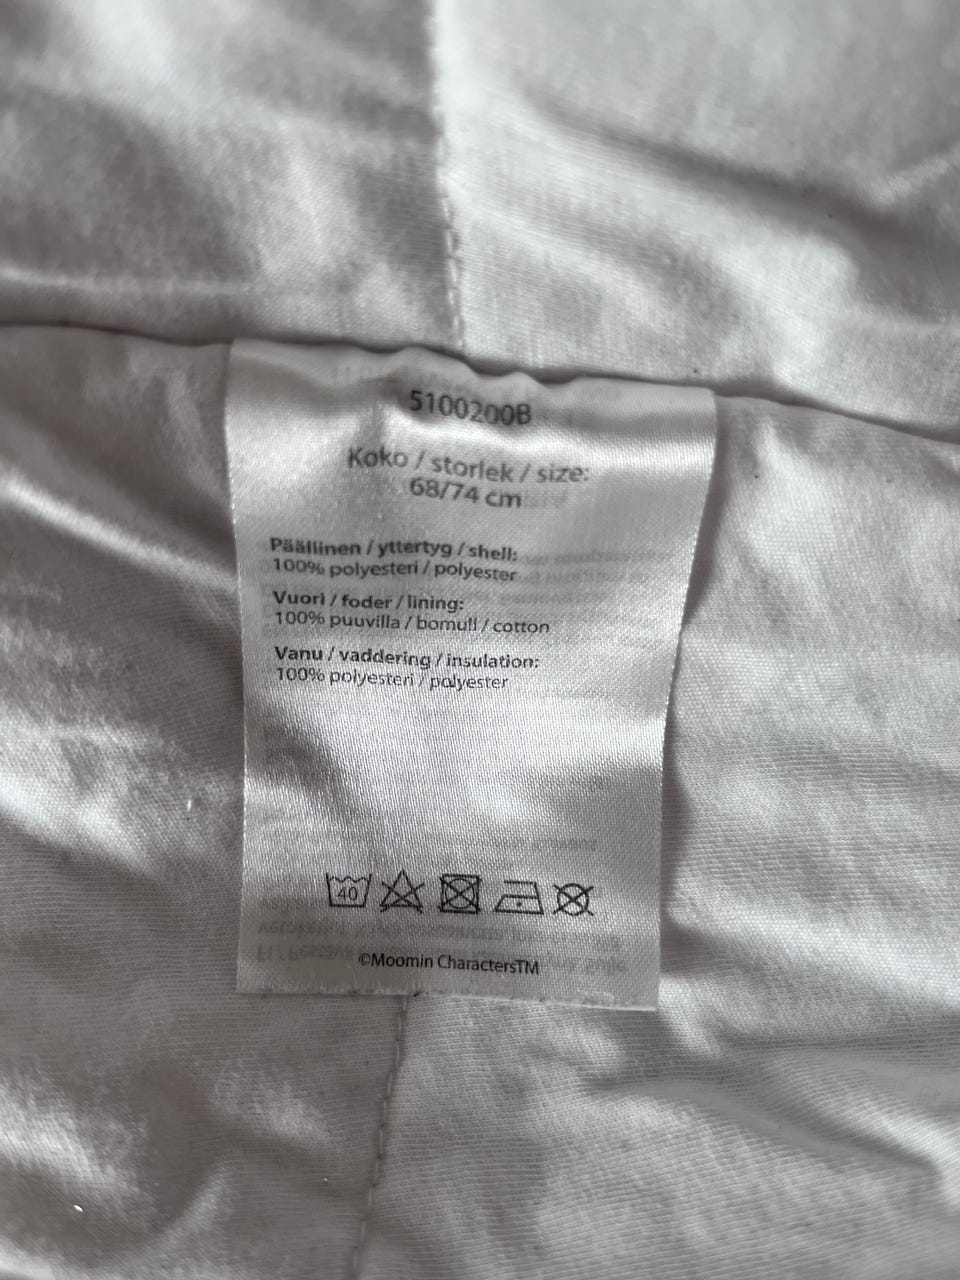 5100200B
Koko / storlek / size:
68/74 cm
Päällinen / yttertyg / shell:
100% polyesteri / polyester
Vuori / foder / lining:
100% puuvilla / bomull / cotton
Vanu / vaddering / insulation:
100% polyesteri / polyester
40
©Moomin CharactersTM